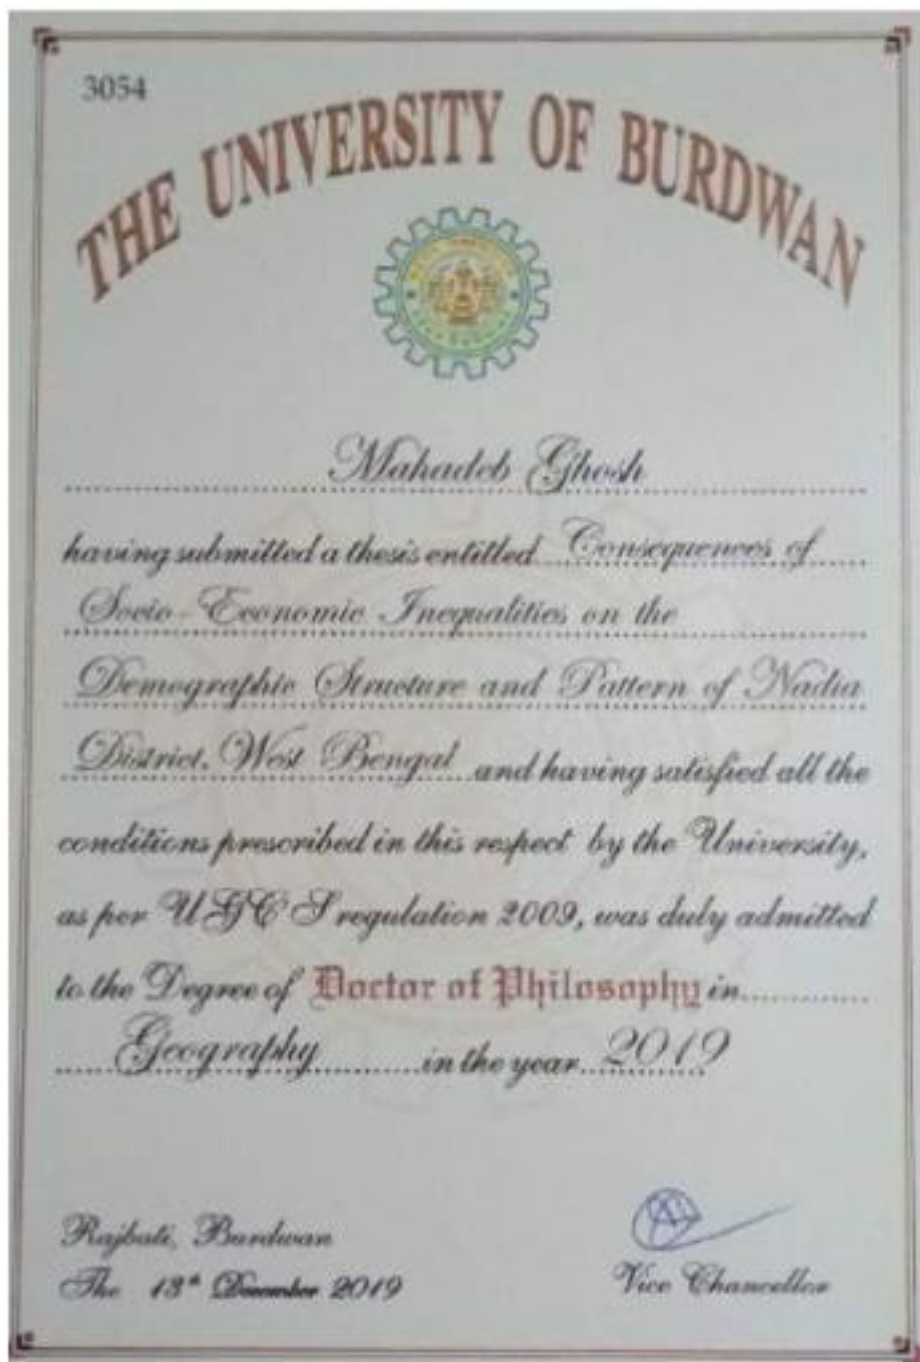 3054
THE UNIVERSITY OF BURDWAN
Mahadeb Ghosh
having submitted a thesis entitled Consequences of
Socio-Economic Inequalities on the
Demographic Structure and Pattern of Nadia
District, West Bengal and having satisfied all the
conditions prescribed in this respect by the University,
as per UGC'S regulation 2009, was duly admitted
to the Degree of Doctor of Philosophy in
Geography in the year 2019
Rajbati, Burdwan
The 13th December 2019
Vice Chancellor